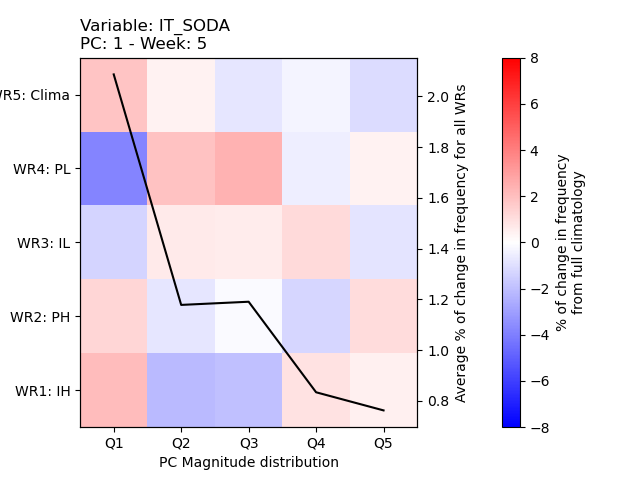 Variable: IT_SODA
PC: 1 - Week: 5
WR5: Clima
WR4: PL
WR3: IL
WR2: PH
WR1: IH
Q1 Q2 Q3 Q4 Q5
PC Magnitude distribution
2.0
1.8
1.6
1.4
1.2
1.0
0.8
Average % of change in frequency for all WRs
8
6
4
2
0
−2
−4
−6
−8
% of change in frequency
from full climatology